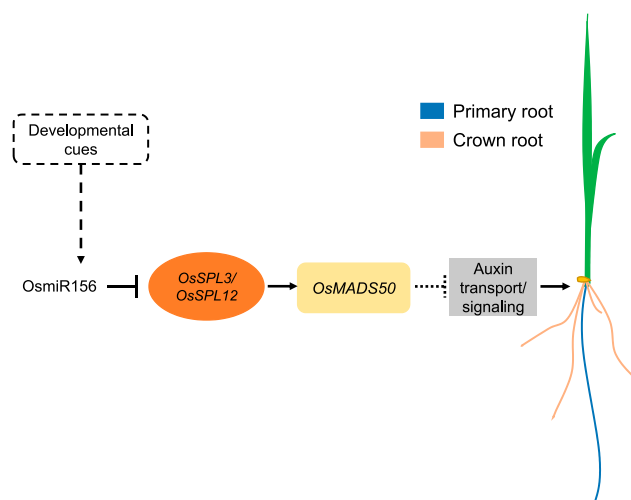 Primary root
Crown root
Developmental
cues
OsmiR156
OsSPL3/
OsSPL12
OsMADS50
Auxin
transport/
signaling